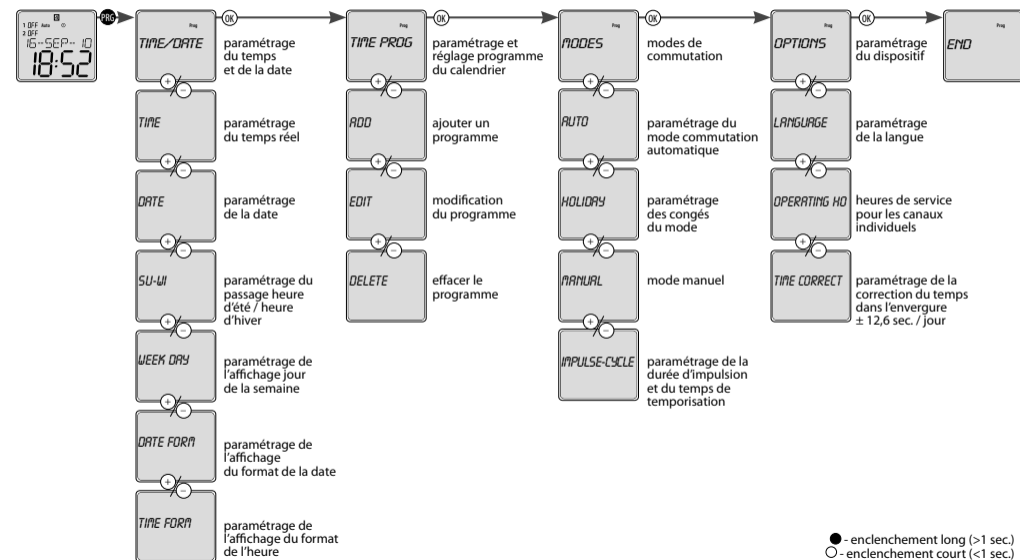 1 OFF Auto
2 OFF
16--SEP-- 10
18:52
PRG
Prog
TIME/DATE
OK
paramétrage
du temps
et de la date
+
-
TIME
paramétrage
du temps réel
+
-
DATE
paramétrage
de la date
+
-
SU-WI
paramétrage du
passage heure
d'été / heure
d'hiver
+
-
WEEK DAY
paramétrage de
l'affichage jour
de la semaine
+
-
DATE FORM
paramétrage de
l'affichage
du format de la date
+
-
TIME FORM
paramétrage de
l'affichage du format
de l'heure
Prog
TIME PROG
OK
paramétrage et
réglage programme
du calendrier
+
-
ADD
ajouter un
programme
+
-
EDIT
modification
du programme
+
-
DELETE
effacer le
programme
Prog
MODES
OK
modes de
commutation
+
-
AUTO
paramétrage du
mode commutation
automatique
+
-
HOLIDAY
paramétrage
des congés
du mode
+
-
MANUAL
mode manuel
+
-
IMPULSE-CYCLE
paramétrage de la
durée d'impulsion
et du temps de
temporisation
Prog
OPTIONS
OK
paramétrage
du dispositif
+
-
LANGUAGE
paramétrage
de la langue
+
-
OPERATING HO
heures de service
pour les canaux
individuels
+
-
TIME CORRECT
paramétrage de la
correction du temps
dans l'envergure
± 12,6 sec. / jour
Prog
END
- enclenchement long (>1 sec.)
- enclenchement court (<1 sec.)